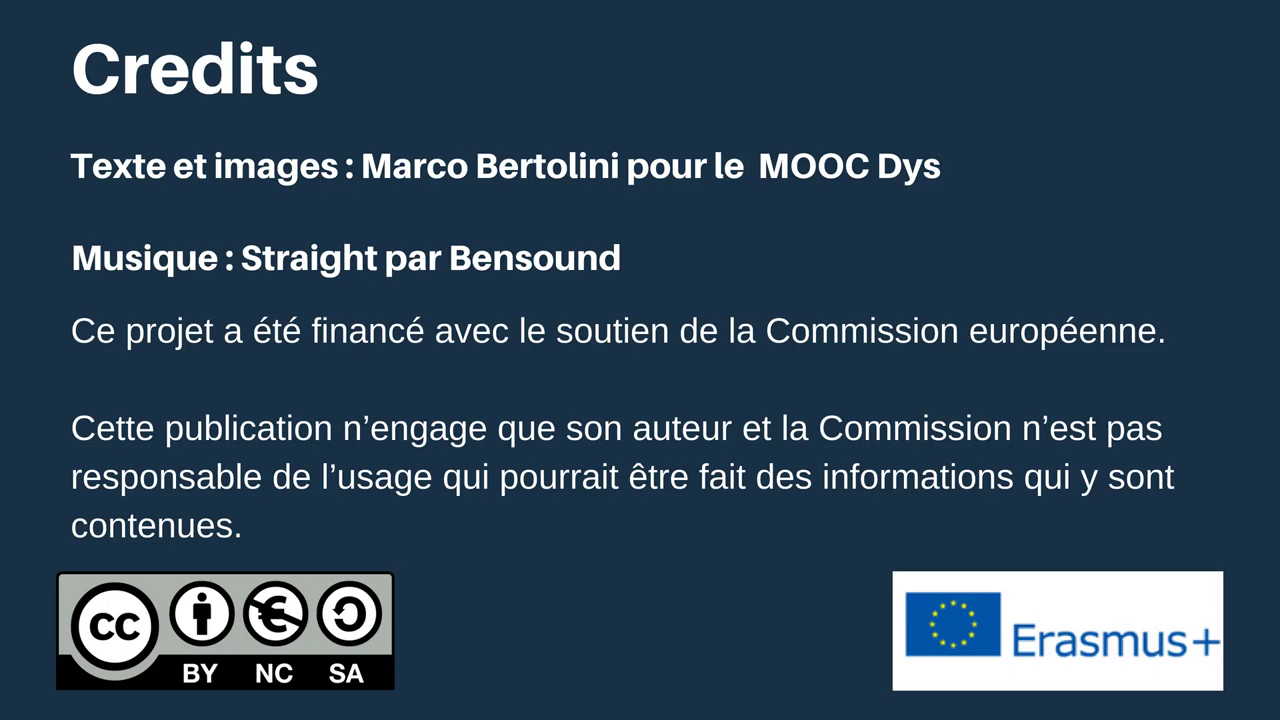 Credits
Texte et images : Marco Bertolini pour le MOOC Dys
Musique : Straight par Bensound
Ce projet a été financé avec le soutien de la Commission européenne.
Cette publication n’engage que son auteur et la Commission n’est pas
responsable de l’usage qui pourrait être fait des informations qui y sont
contenues.
CC
BY NC SA
Erasmus+